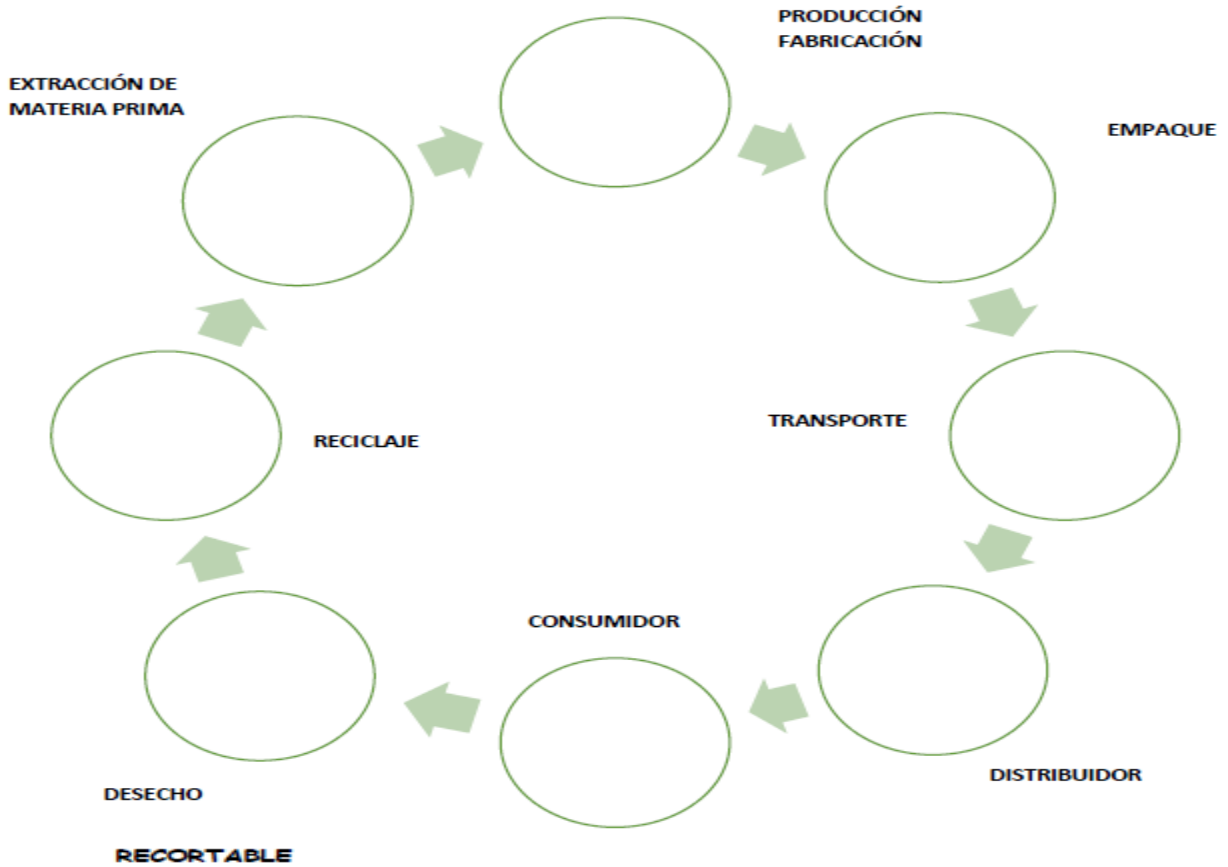 PRODUCCIÓN
FABRICACIÓN
EXTRACCIÓN DE
MATERIA PRIMA
EMPAQUE
TRANSPORTE
RECICLAJE
CONSUMIDOR
DISTRIBUIDOR
DESECHO
RECORTABLE